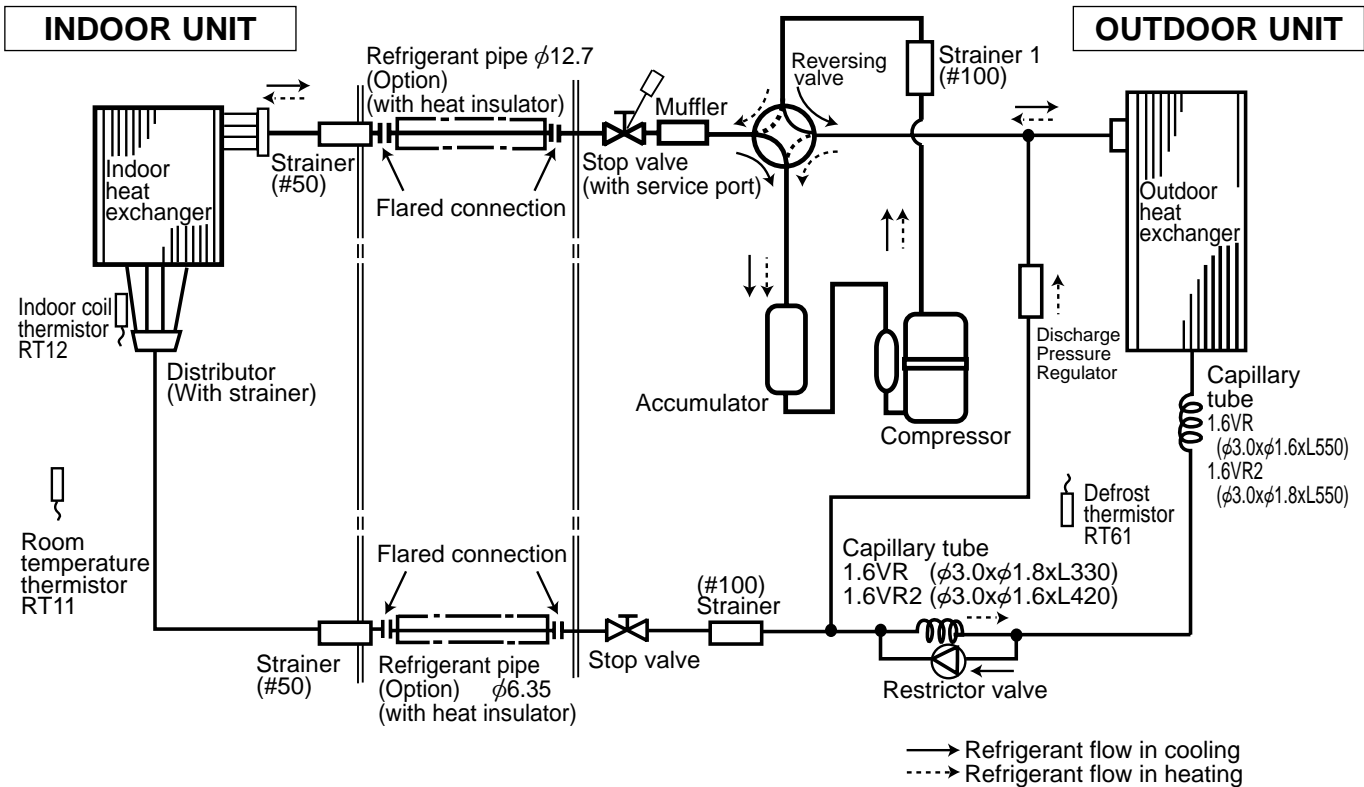 INDOOR UNIT
OUTDOOR UNIT
Refrigerant pipe ϕ12.7
(Option)
(with heat insulator)
Reversing
valve
Strainer 1
(#100)
Muffler
Indoor
heat
exchanger
Strainer
(#50)
Flared connection
Stop valve
(with service port)
Outdoor
heat
exchanger
Indoor coil
thermistor
RT12
Distributor
(With strainer)
Accumulator
Compressor
Discharge
Pressure
Regulator
Capillary
tube
1.6VR
(ϕ3.0xϕ1.6xL550)
1.6VR2
(ϕ3.0xϕ1.8xL550)
Room
temperature
thermistor
RT11
Defrost
thermistor
RT61
Flared connection
Capillary tube
1.6VR (ϕ3.0xϕ1.8xL330)
1.6VR2 (ϕ3.0xϕ1.6xL420)
(#100)
Strainer
Strainer
(#50)
Refrigerant pipe
(Option) ϕ6.35
(with heat insulator)
Stop valve
Restrictor valve
Refrigerant flow in cooling
Refrigerant flow in heating